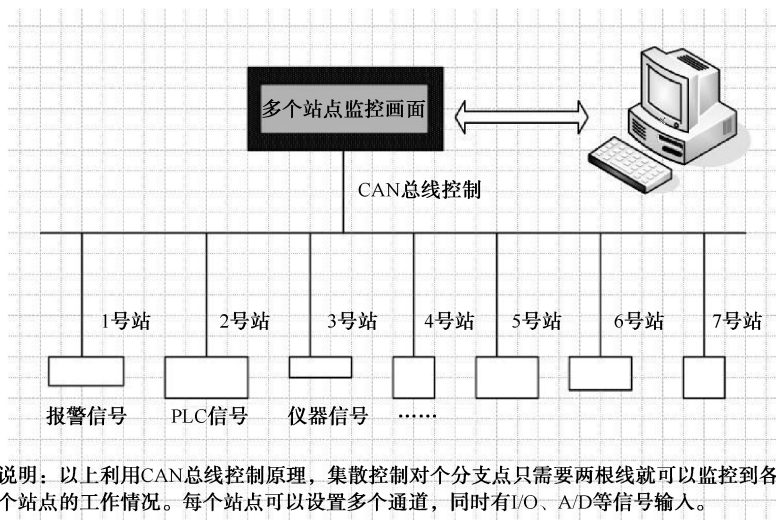 多个站点监控画面
CAN总线控制
1号站 2号站 3号站 4号站 5号站 6号站 7号站
报警信号 PLC信号 仪器信号 ……
说明：以上利用CAN总线控制原理，集散控制对个分支点只需要两根线就可以监控到各
个站点的工作情况。每个站点可以设置多个通道，同时有I/O、A/D等信号输入。